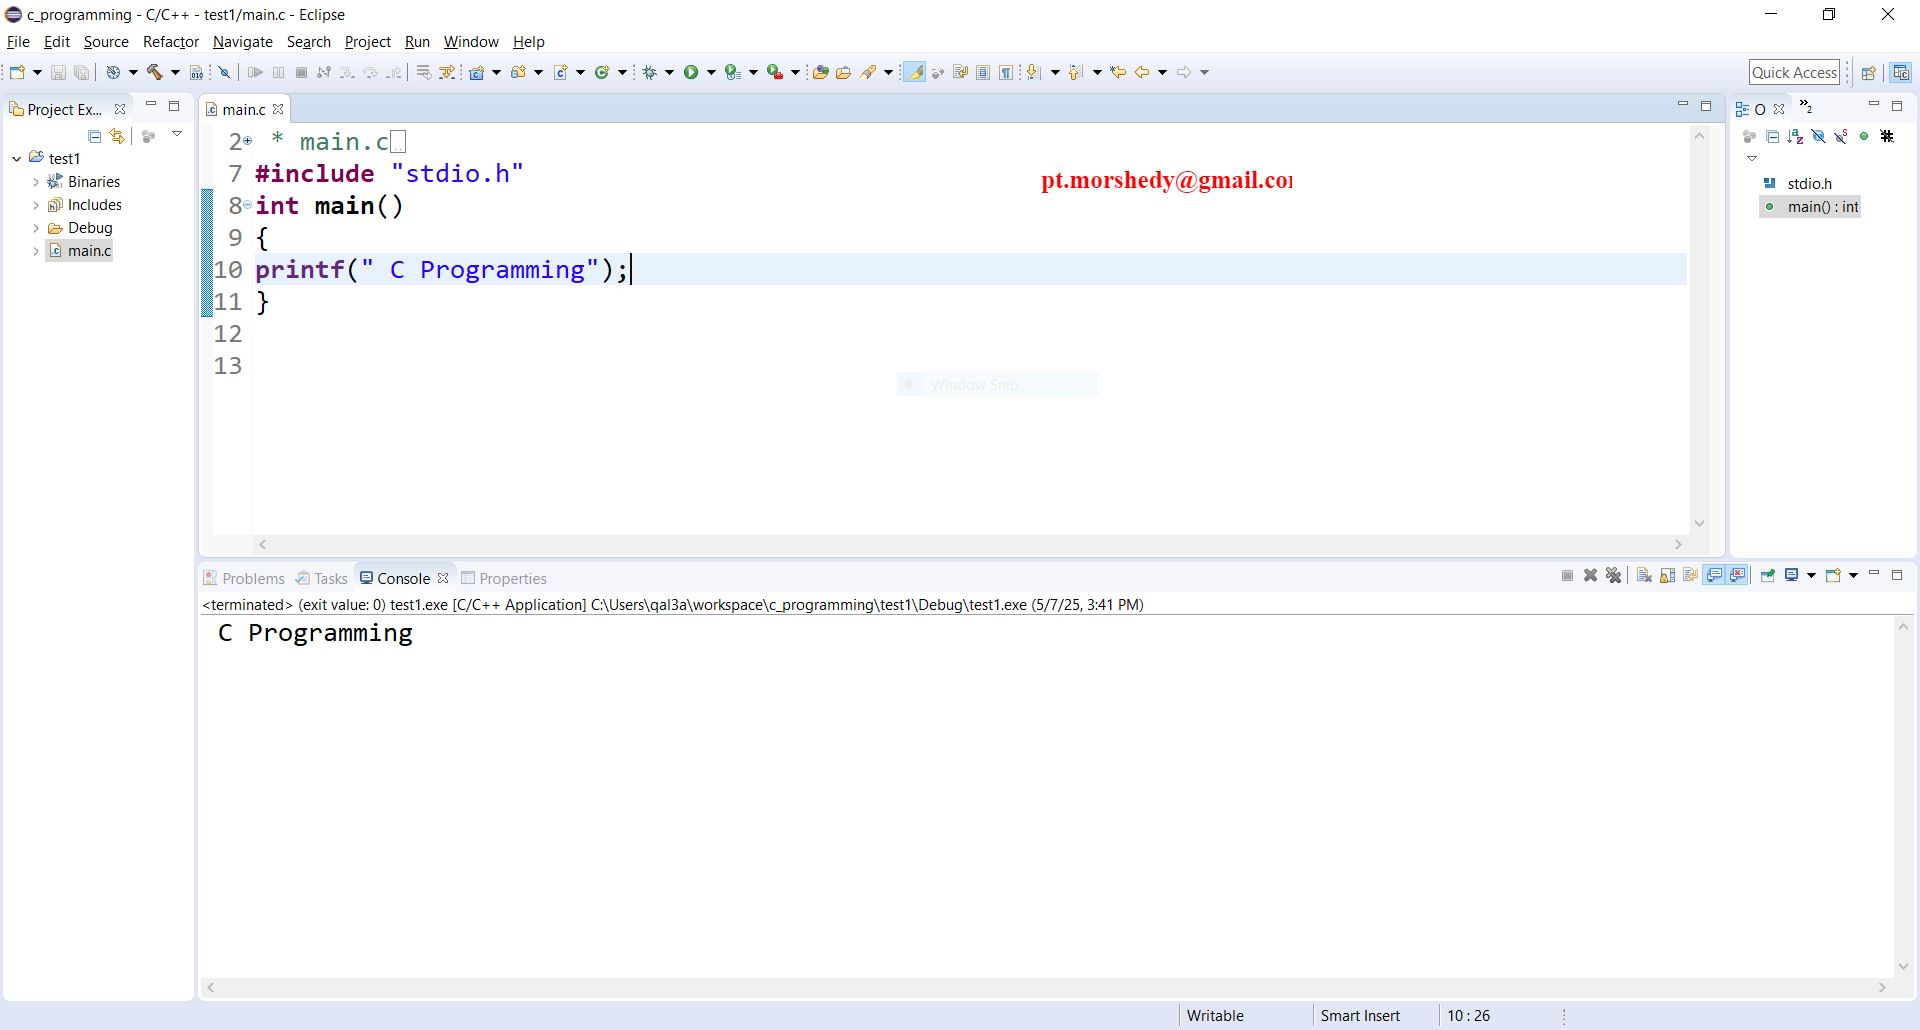 c_programming - C/C++ - test1/main.c - Eclipse
File Edit Source Refactor Navigate Search Project Run Window Help
Quick Access
Project Ex...
main.c
O
»2
2 * main.c
7 #include "stdio.h"
8 int main()
9 {
10 printf(" C Programming");
11 }
12
13
pt.morshedy@gmail.co
test1
Binaries
Includes
Debug
main.c
stdio.h
main() : int
Window Snip
Problems Tasks Console Properties
<terminated> (exit value: 0) test1.exe [C/C++ Application] C:\Users\qal3a\workspace\c_programming\test1\Debug\test1.exe (5/7/25, 3:41 PM)
C Programming
Writable Smart Insert 10 : 26